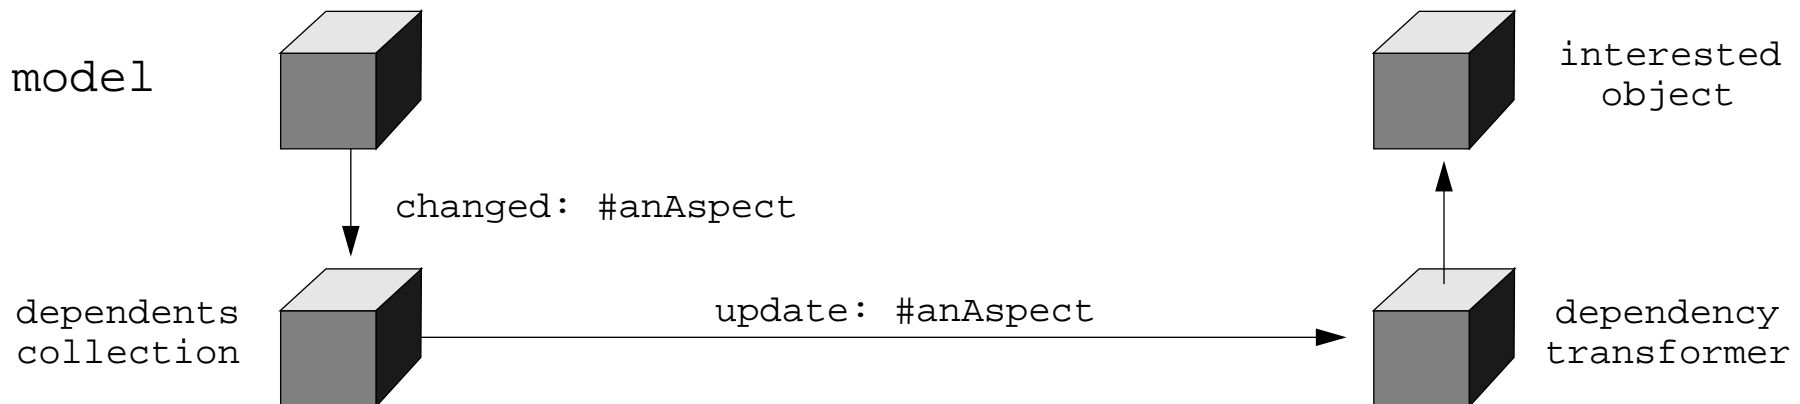 model
interested
object
changed: #anAspect
dependents
collection
update: #anAspect
dependency
transformer